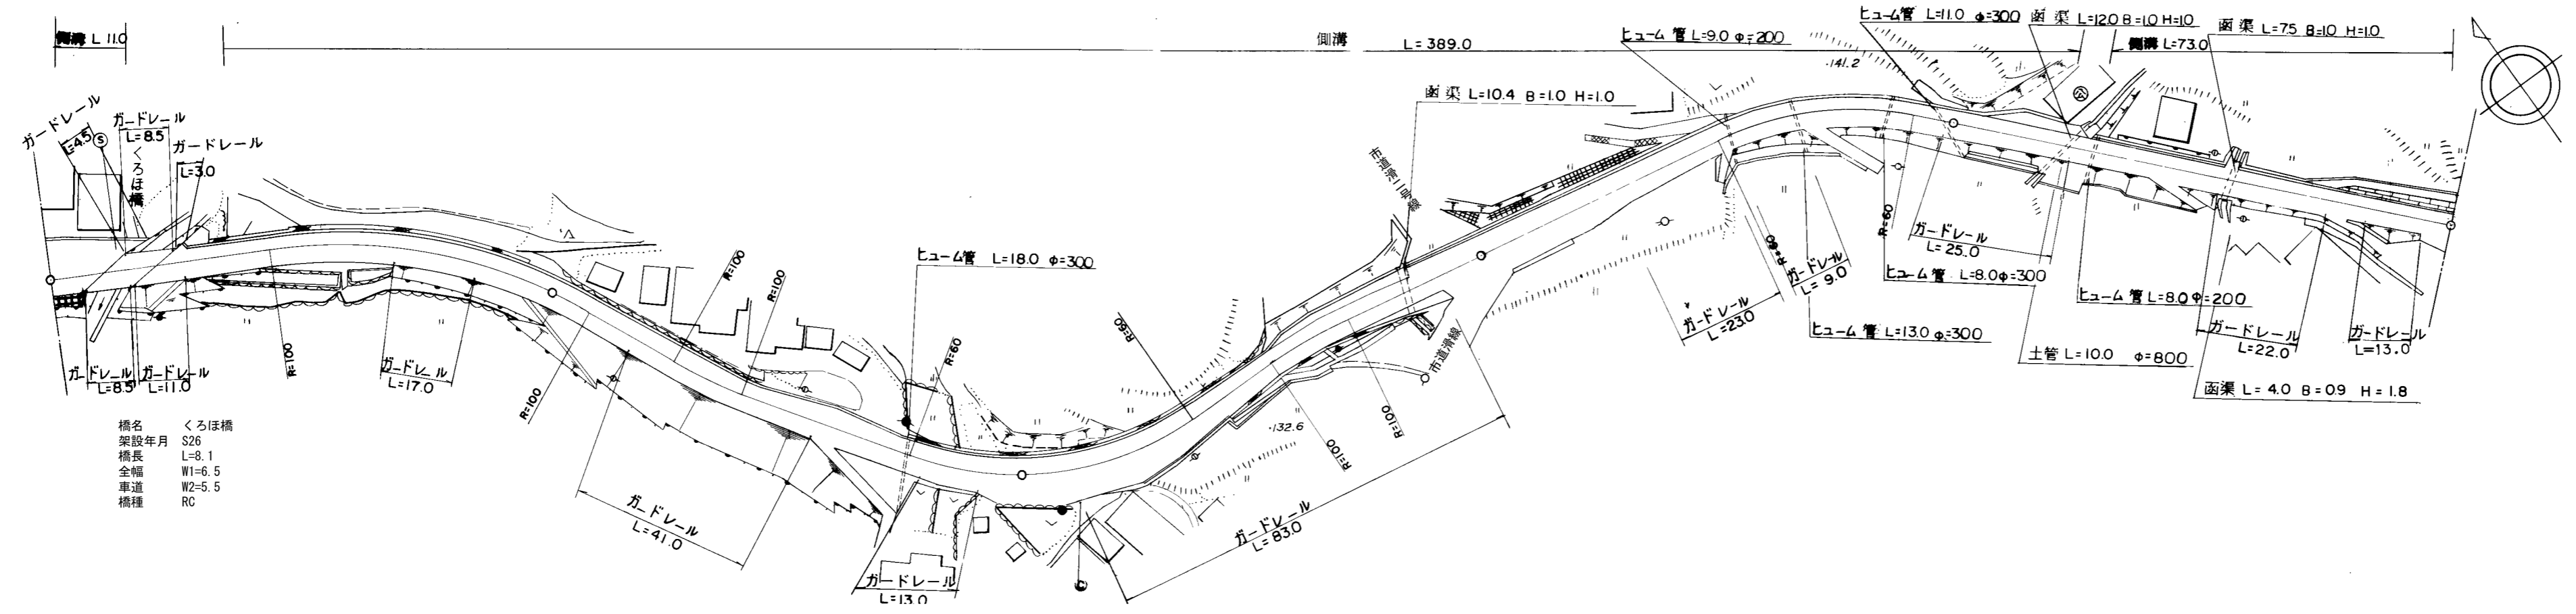 側溝 L 11.0
側溝 L=389.0
ヒューム管 L=9.0 φ=200
ヒューム管 L=11.0 φ=300
函渠 L=12.0 B=1.0 H=1.0
函渠 L=7.5 B=1.0 H=1.0
側溝 L=73.0
・141.2
函渠 L=10.4 B=1.0 H=1.0
公
ガードレール
L=4.5
S
ガードレール
L=8.5
くろほ橋
ガードレール
L=3.0
市道滑二号線
ヒューム管 L=18.0 φ=300
R=100
R=100
R=60
R=60
R=100
R=100
ガードレール
L=8.5
ガードレール
L=11.0
ガードレール
L=17.0
ガードレール
L=41.0
ガードレール
L=13.0
C
ガードレール
L=83.0
・132.6
R=100
R=100
市道滑線
ガードレール
L=23.0
ガードレール
L=9.0
R=60
ガードレール
L=25.0
ヒューム管 L=8.0 φ=300
ヒューム管 L=13.0 φ=300
ヒューム管 L=8.0 φ=200
土管 L=10.0 φ=800
ガードレール
L=22.0
ガードレール
L=13.0
函渠 L=4.0 B=0.9 H=1.8
橋名 くろほ橋
架設年月 S26
橋長 L=8.1
全幅 W1=6.5
車道 W2=5.5
橋種 RC